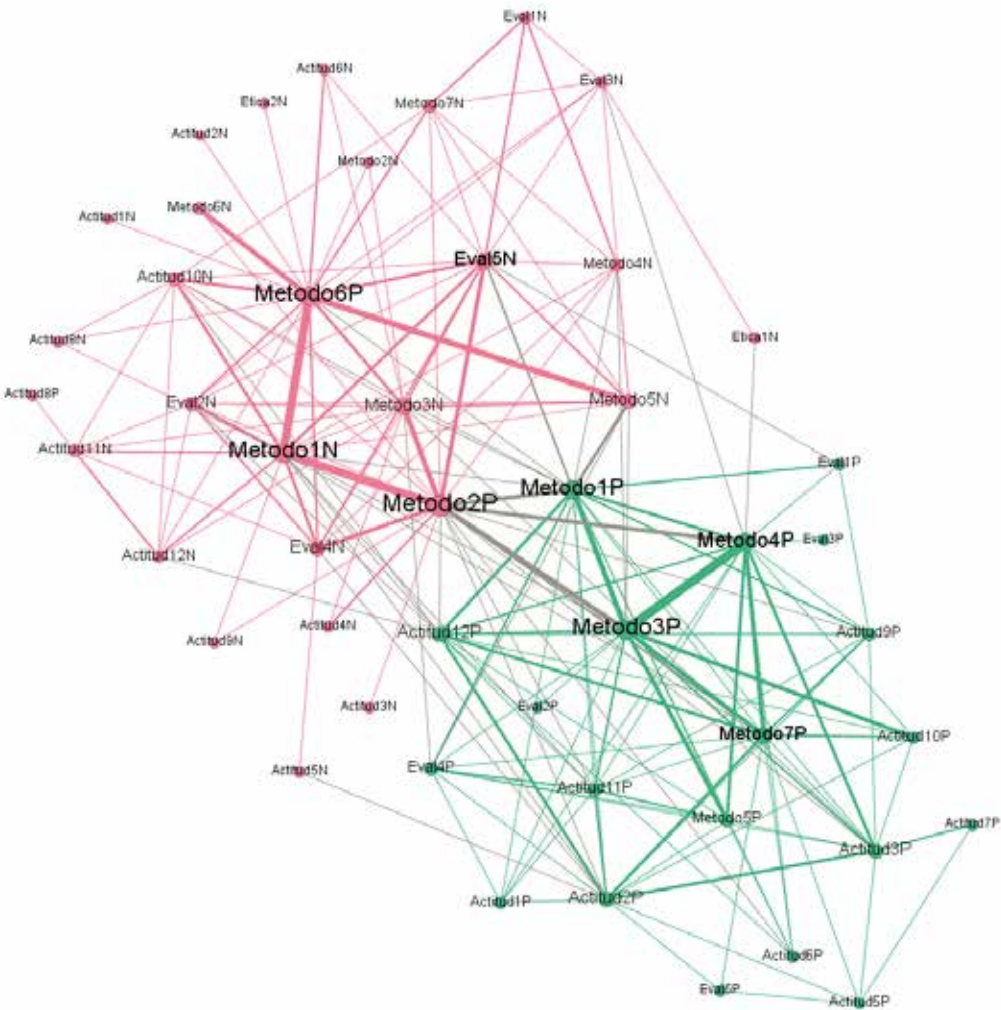 Eval1N
Actitud6N
Eval3N
Etica2N
Metodo7N
Actitud2N
Metodo2N
Metodo6N
Actitud1N
Eval5N
Metodo4N
Actitud10N
Metodo6P
Etica1N
Actitud8N
Actitud8P
Eval2N
Metodo3N
Metodo5N
Actitud11N
Metodo1N
Eval1P
Metodo1P
Metodo2P
Metodo4P
Eval3P
Eval4N
Actitud12N
Actitud4N
Actitud12P
Metodo3P
Actitud9P
Actitud9N
Actitud3N
Eval2P
Metodo7P
Actitud10P
Eval4P
Actitud5N
Actitud11P
Metodo5P
Actitud7P
Actitud3P
Actitud1P
Actitud2P
Actitud6P
Eval5P
Actitud5P